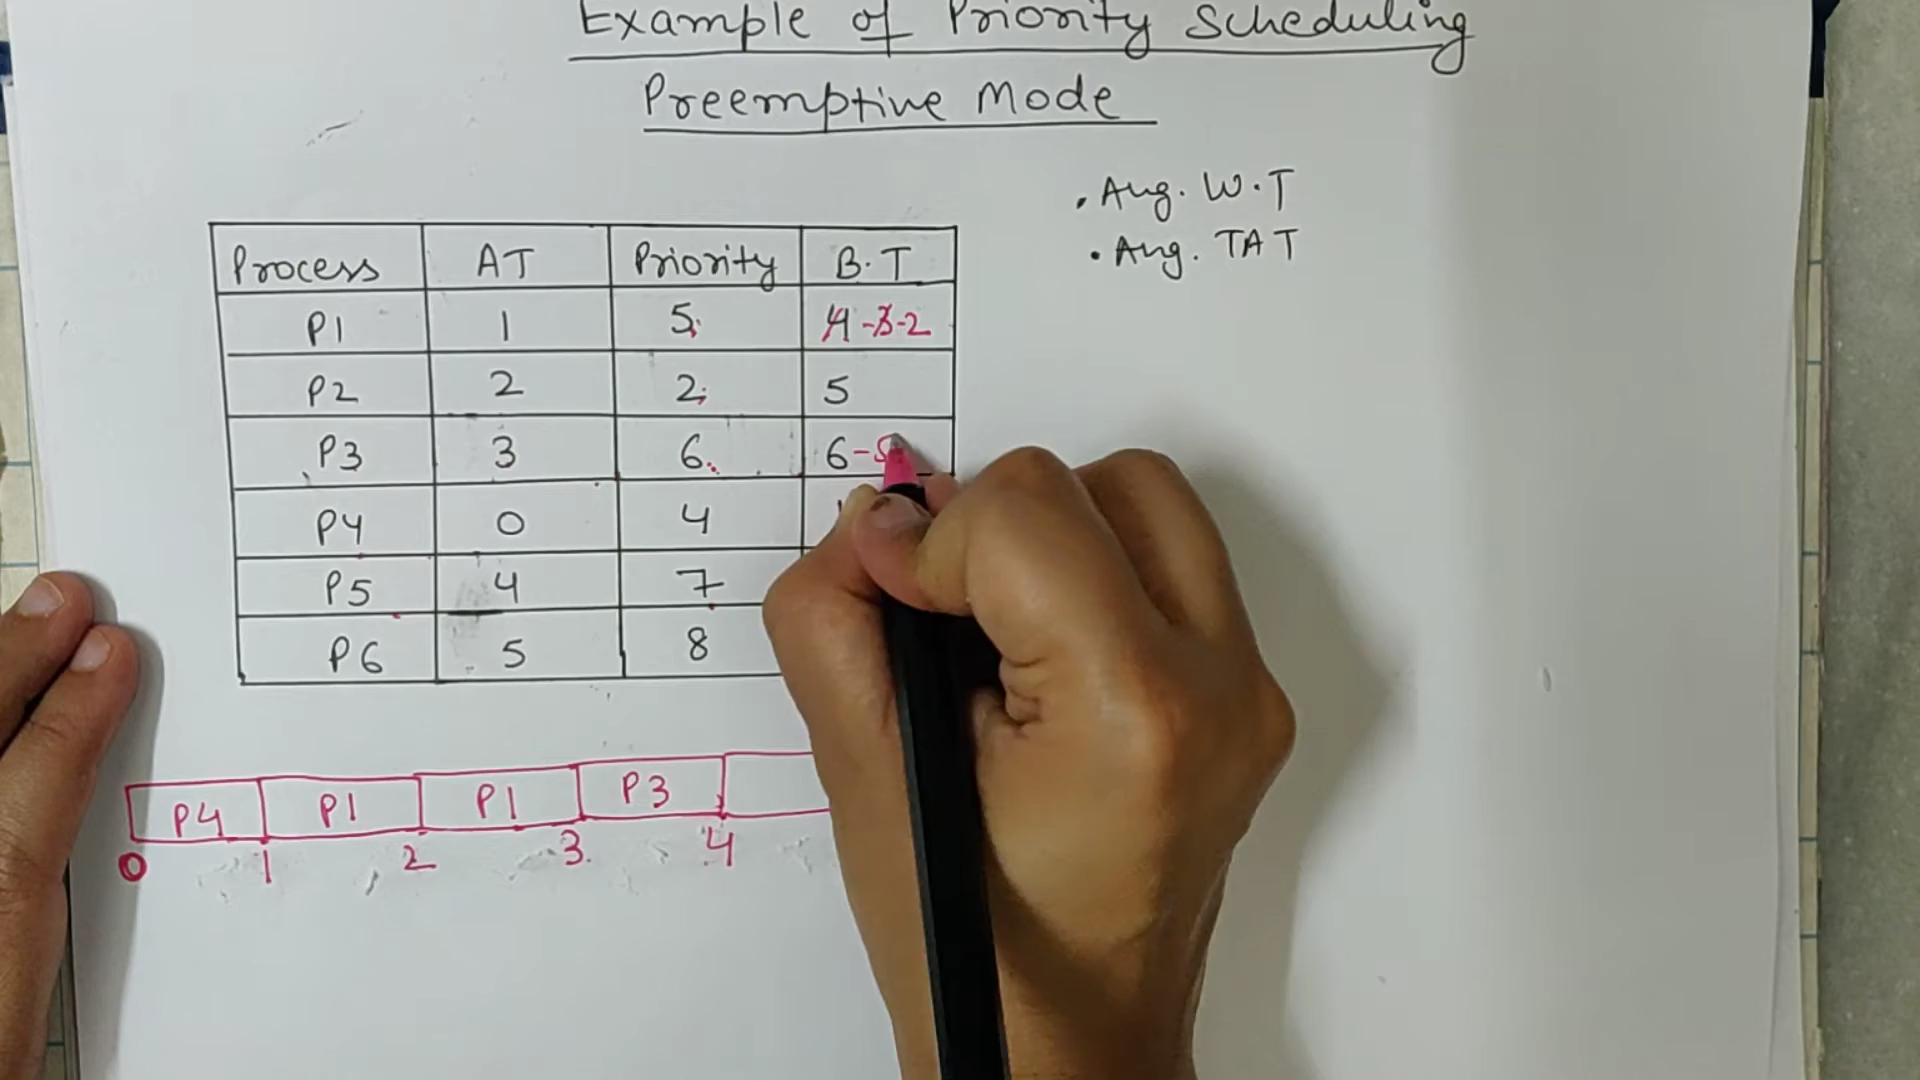 Example of Priority Scheduling
Preemptive Mode
• Avg. W.T
• Avg. TAT
Process AT Priority B.T
P1 1 5 4-3-2
P2 2 2 5
P3 3 6 6-
P4 0 4
P5 4 7
P6 5 8
P4 P1 P1 P3
0 1 2 3 4